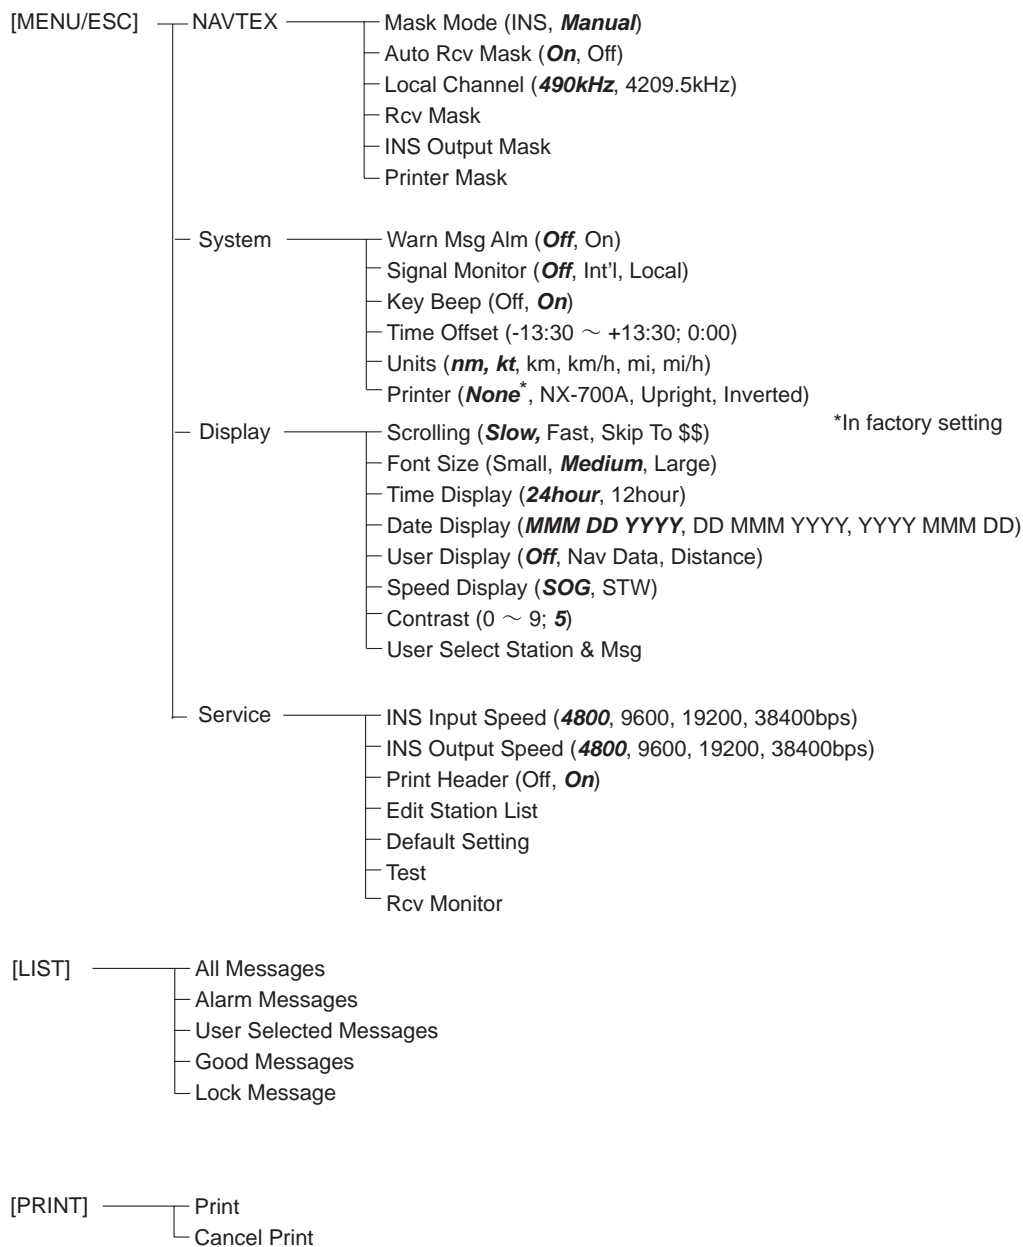 [MENU/ESC]
NAVTEX
Mask Mode (INS, Manual)
Auto Rcv Mask (On, Off)
Local Channel (490kHz, 4209.5kHz)
Rcv Mask
INS Output Mask
Printer Mask
System
Warn Msg Alm (Off, On)
Signal Monitor (Off, Int'l, Local)
Key Beep (Off, On)
Time Offset (-13:30 ～ +13:30; 0:00)
Units (nm, kt, km, km/h, mi, mi/h)
Printer (None*, NX-700A, Upright, Inverted)
*In factory setting
Display
Scrolling (Slow, Fast, Skip To $$)
Font Size (Small, Medium, Large)
Time Display (24hour, 12hour)
Date Display (MMM DD YYYY, DD MMM YYYY, YYYY MMM DD)
User Display (Off, Nav Data, Distance)
Speed Display (SOG, STW)
Contrast (0 ～ 9; 5)
User Select Station & Msg
Service
INS Input Speed (4800, 9600, 19200, 38400bps)
INS Output Speed (4800, 9600, 19200, 38400bps)
Print Header (Off, On)
Edit Station List
Default Setting
Test
Rcv Monitor
[LIST]
All Messages
Alarm Messages
User Selected Messages
Good Messages
Lock Message
[PRINT]
Print
Cancel Print